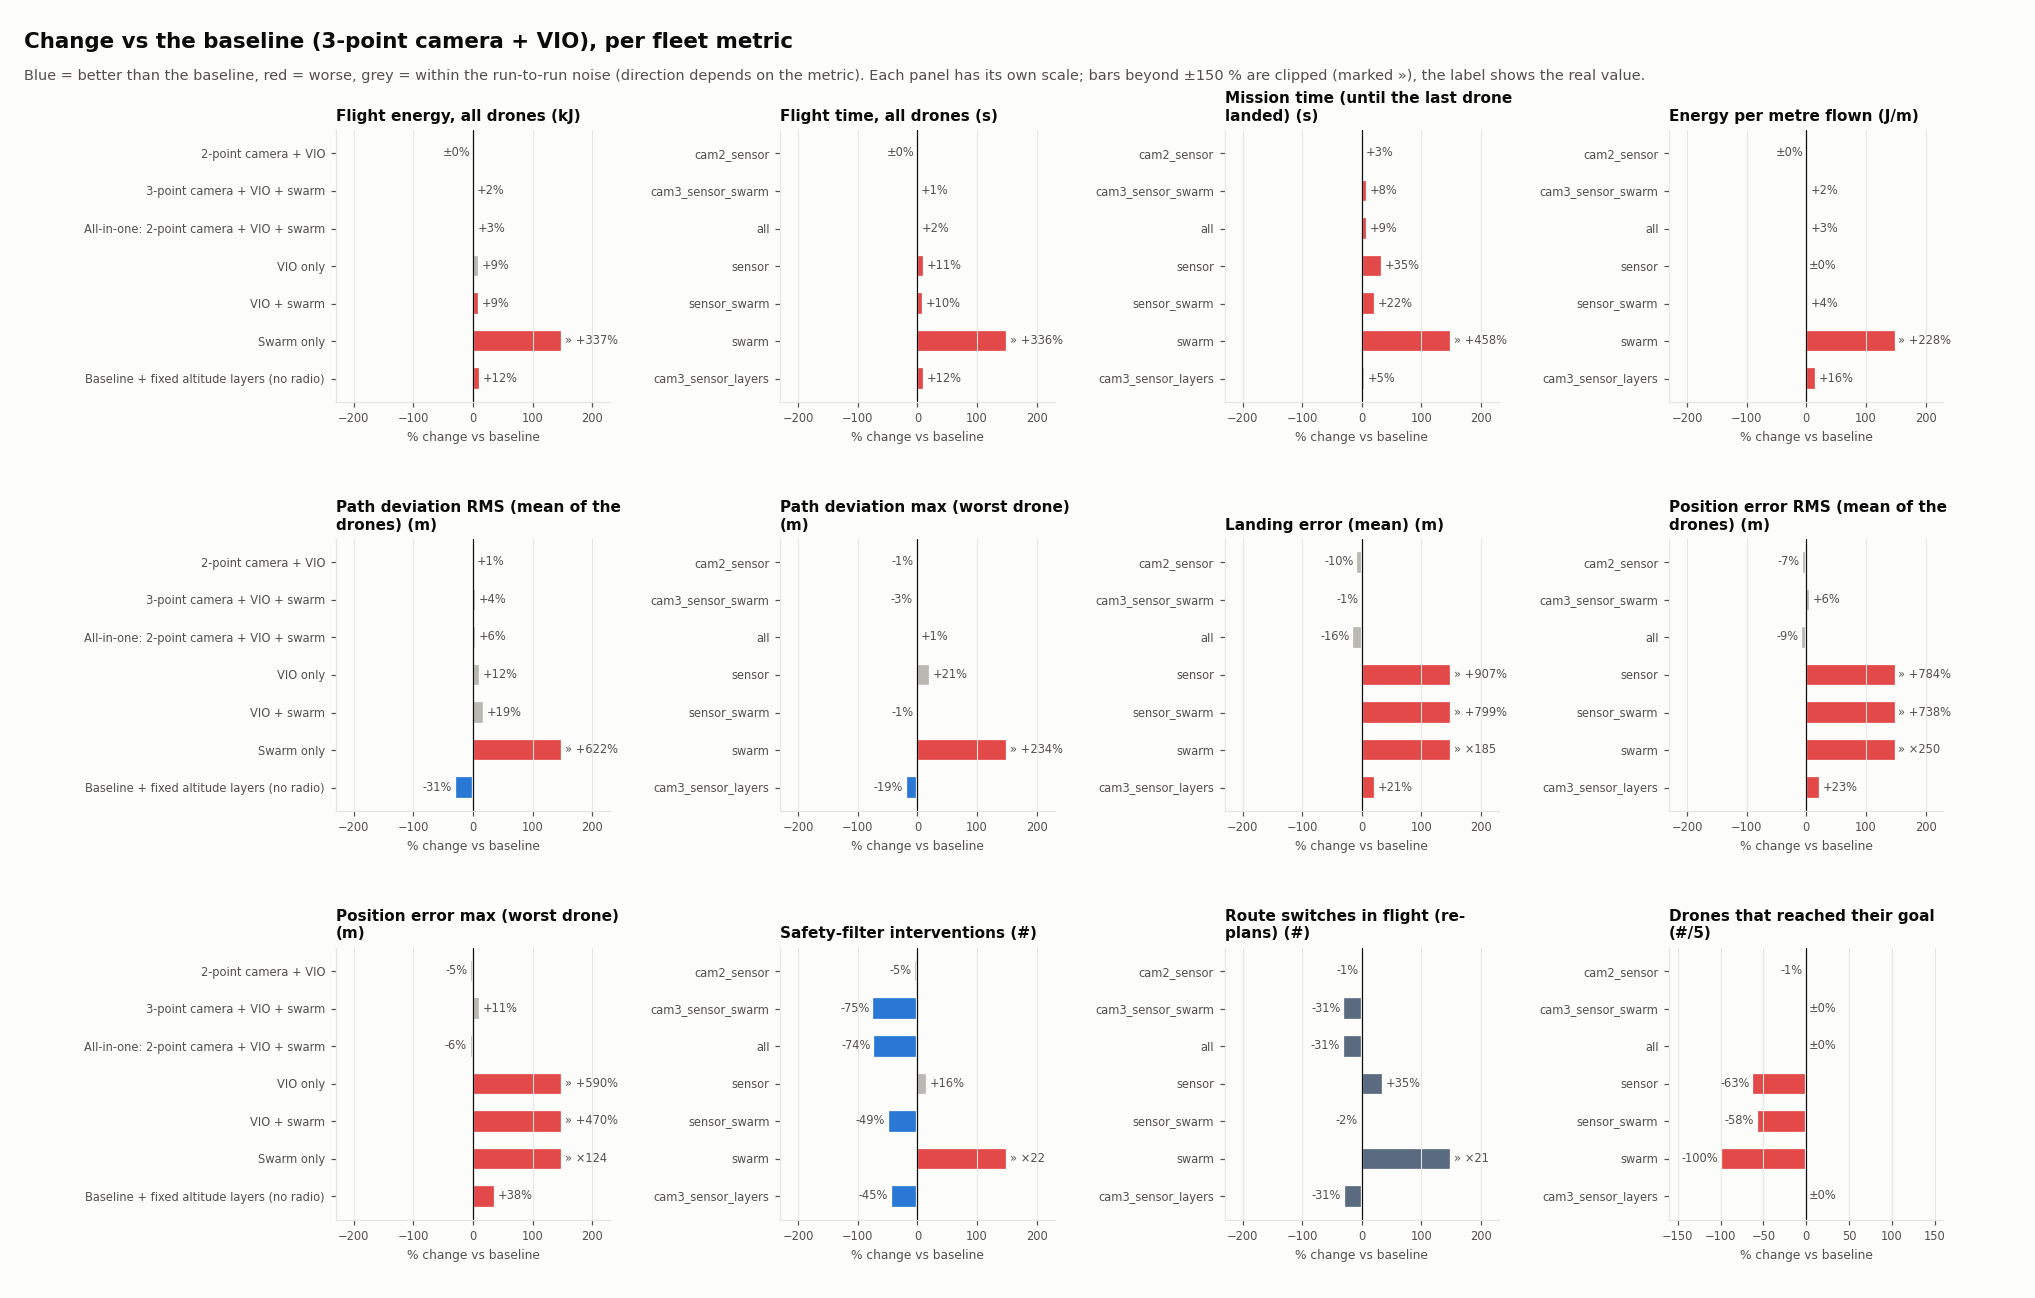 Change vs the baseline (3-point camera + VIO), per fleet metric
Blue = better than the baseline, red = worse, grey = within the run-to-run noise (direction depends on the metric). Each panel has its own scale; bars beyond ±150 % are clipped (marked »), the label shows the real value.
Flight energy, all drones (kJ)
2-point camera + VIO ±0%
3-point camera + VIO + swarm +2%
All-in-one: 2-point camera + VIO + swarm +3%
VIO only +9%
VIO + swarm +9%
Swarm only » +337%
Baseline + fixed altitude layers (no radio) +12%
−200 −100 0 100 200
% change vs baseline
Flight time, all drones (s)
cam2_sensor ±0%
cam3_sensor_swarm +1%
all +2%
sensor +11%
sensor_swarm +10%
swarm » +336%
cam3_sensor_layers +12%
−200 −100 0 100 200
% change vs baseline
Mission time (until the last drone
landed) (s)
cam2_sensor +3%
cam3_sensor_swarm +8%
all +9%
sensor +35%
sensor_swarm +22%
swarm » +458%
cam3_sensor_layers +5%
−200 −100 0 100 200
% change vs baseline
Energy per metre flown (J/m)
cam2_sensor ±0%
cam3_sensor_swarm +2%
all +3%
sensor ±0%
sensor_swarm +4%
swarm » +228%
cam3_sensor_layers +16%
−200 −100 0 100 200
% change vs baseline
Path deviation RMS (mean of the
drones) (m)
2-point camera + VIO +1%
3-point camera + VIO + swarm +4%
All-in-one: 2-point camera + VIO + swarm +6%
VIO only +12%
VIO + swarm +19%
Swarm only » +622%
Baseline + fixed altitude layers (no radio) -31%
−200 −100 0 100 200
% change vs baseline
Path deviation max (worst drone)
(m)
cam2_sensor -1%
cam3_sensor_swarm -3%
all +1%
sensor +21%
sensor_swarm -1%
swarm » +234%
cam3_sensor_layers -19%
−200 −100 0 100 200
% change vs baseline
Landing error (mean) (m)
cam2_sensor -10%
cam3_sensor_swarm -1%
all -16%
sensor » +907%
sensor_swarm » +799%
swarm » ×185
cam3_sensor_layers +21%
−200 −100 0 100 200
% change vs baseline
Position error RMS (mean of the
drones) (m)
cam2_sensor -7%
cam3_sensor_swarm +6%
all -9%
sensor » +784%
sensor_swarm » +738%
swarm » ×250
cam3_sensor_layers +23%
−200 −100 0 100 200
% change vs baseline
Position error max (worst drone)
(m)
2-point camera + VIO -5%
3-point camera + VIO + swarm +11%
All-in-one: 2-point camera + VIO + swarm -6%
VIO only » +590%
VIO + swarm » +470%
Swarm only » ×124
Baseline + fixed altitude layers (no radio) +38%
−200 −100 0 100 200
% change vs baseline
Safety-filter interventions (#)
cam2_sensor -5%
cam3_sensor_swarm -75%
all -74%
sensor +16%
sensor_swarm -49%
swarm » ×22
cam3_sensor_layers -45%
−200 −100 0 100 200
% change vs baseline
Route switches in flight (re-
plans) (#)
cam2_sensor -1%
cam3_sensor_swarm -31%
all -31%
sensor +35%
sensor_swarm -2%
swarm » ×21
cam3_sensor_layers -31%
−200 −100 0 100 200
% change vs baseline
Drones that reached their goal
(#/5)
cam2_sensor -1%
cam3_sensor_swarm ±0%
all ±0%
sensor -63%
sensor_swarm -58%
swarm -100%
cam3_sensor_layers ±0%
−150 −100 −50 0 50 100 150
% change vs baseline